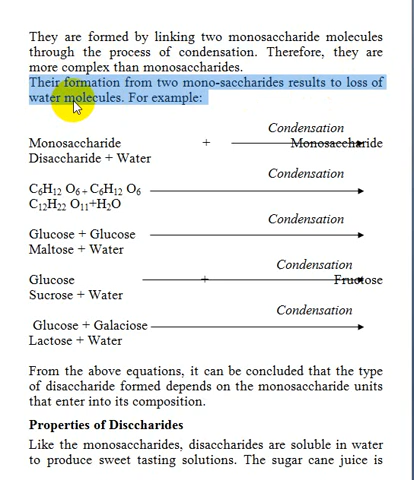 They are formed by linking two monosaccharide molecules
through the process of condensation. Therefore, they are
more complex than monosaccharides.
Their formation from two mono-saccharides results to loss of
water molecules. For example:
Condensation
Monosaccharide + Monosaccharide
Disaccharide + Water
Condensation
C₆H₁₂ O₆ + C₆H₁₂ O₆
C₁₂H₂₂ O₁₁+H₂O
Condensation
Glucose + Glucose
Maltose + Water
Condensation
Glucose + Fructose
Sucrose + Water
Condensation
Glucose + Galaciose
Lactose + Water
From the above equations, it can be concluded that the type
of disaccharide formed depends on the monosaccharide units
that enter into its composition.
Properties of Disccharides
Like the monosaccharides, disaccharides are soluble in water
to produce sweet tasting solutions. The sugar cane juice is